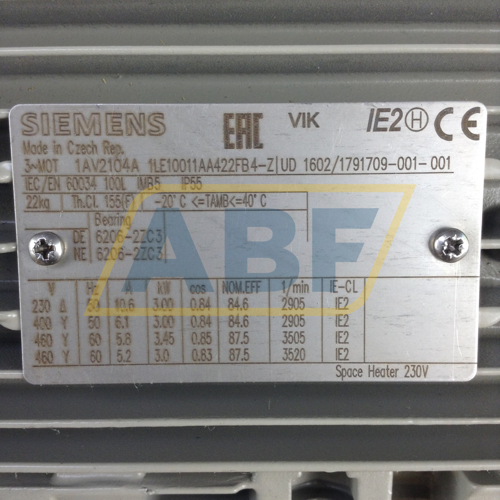 SIEMENS EAC VIK IE2 H CE
Made in Czech Rep.
3~MOT 1AV2104A 1LE10011AA422FB4-Z UD 1602/1791709-001-001
IEC/EN 60034 100L IMB5 IP55
22kg Th.Cl. 155(F) -20°C <=TAMB<=40°C
Bearing
DE 6206-2ZC3
NE 6206-2ZC3
ABF
V Hz A kW cos NOM.EFF 1/min IE-CL
230 Δ 50 10.6 3.00 0.84 84.6 2905 IE2
400 Y 50 6.1 3.00 0.84 84.6 2905 IE2
460 Y 60 5.8 3.45 0.85 87.5 3505 IE2
460 Y 60 5.2 3.0 0.83 87.5 3520 IE2
Space Heater 230V